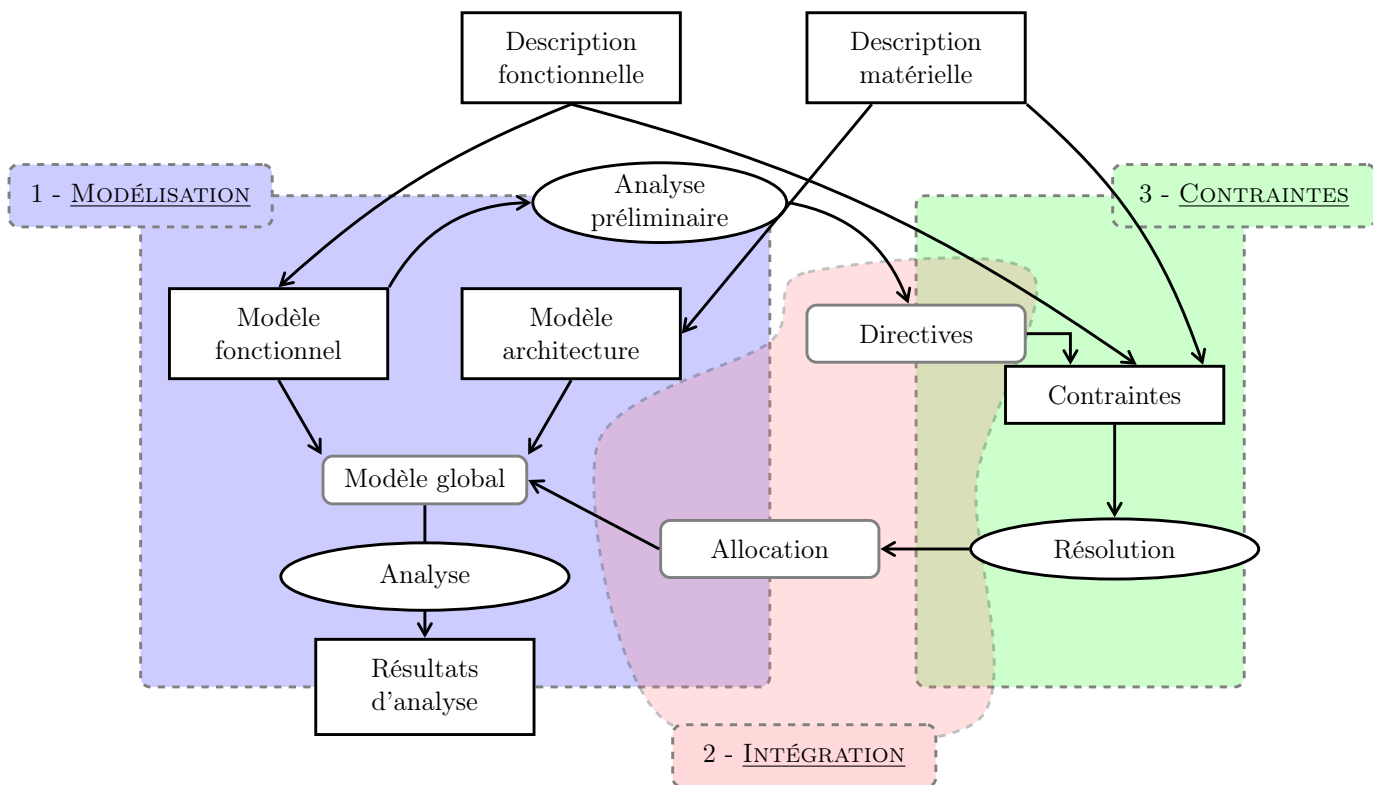 Description
fonctionnelle
Description
matérielle
1 - MODÉLISATION
Analyse
préliminaire
3 - CONTRAINTES
Modèle
fonctionnel
Modèle
architecture
Directives
Contraintes
Modèle global
Allocation
Résolution
Analyse
Résultats
d'analyse
2 - INTÉGRATION